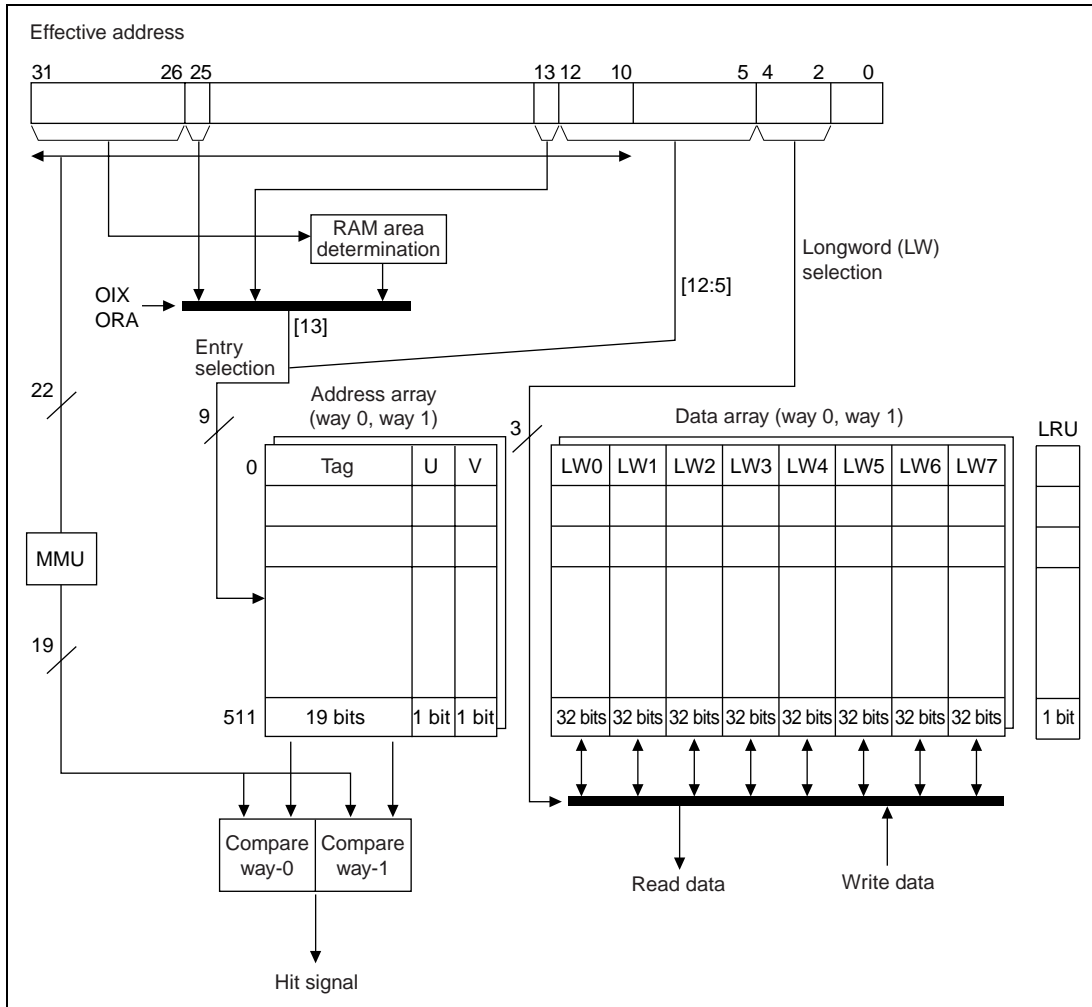 Effective address
31 26 25 13 12 10 5 4 2 0
RAM area
determination
Longword (LW)
selection
OIX
ORA
[12:5]
[13]
Entry
selection
22
9
Address array
(way 0, way 1)
3
Data array (way 0, way 1)
LRU
0 Tag U V
LW0 LW1 LW2 LW3 LW4 LW5 LW6 LW7
MMU
19
511 19 bits 1 bit 1 bit
32 bits 32 bits 32 bits 32 bits 32 bits 32 bits 32 bits 32 bits
1 bit
Compare
way-0
Compare
way-1
Read data
Write data
Hit signal